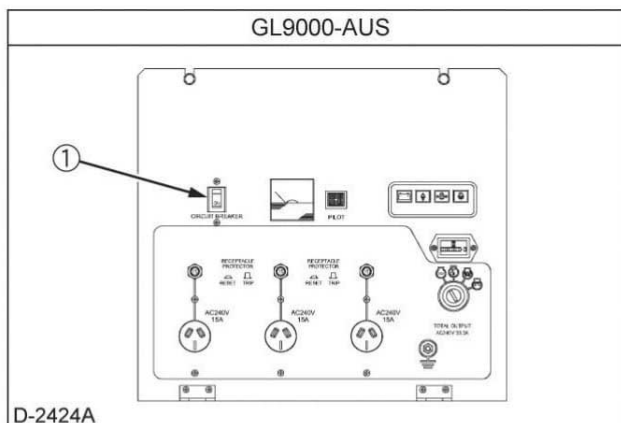 GL9000-AUS
1
CIRCUIT BREAKER
PILOT
RECEPTACLE
PROTECTOR
RESET TRIP
RECEPTACLE
PROTECTOR
RESET TRIP
AC240V
15A
AC240V
15A
AC240V
15A
TOTAL OUTPUT
D-2424A